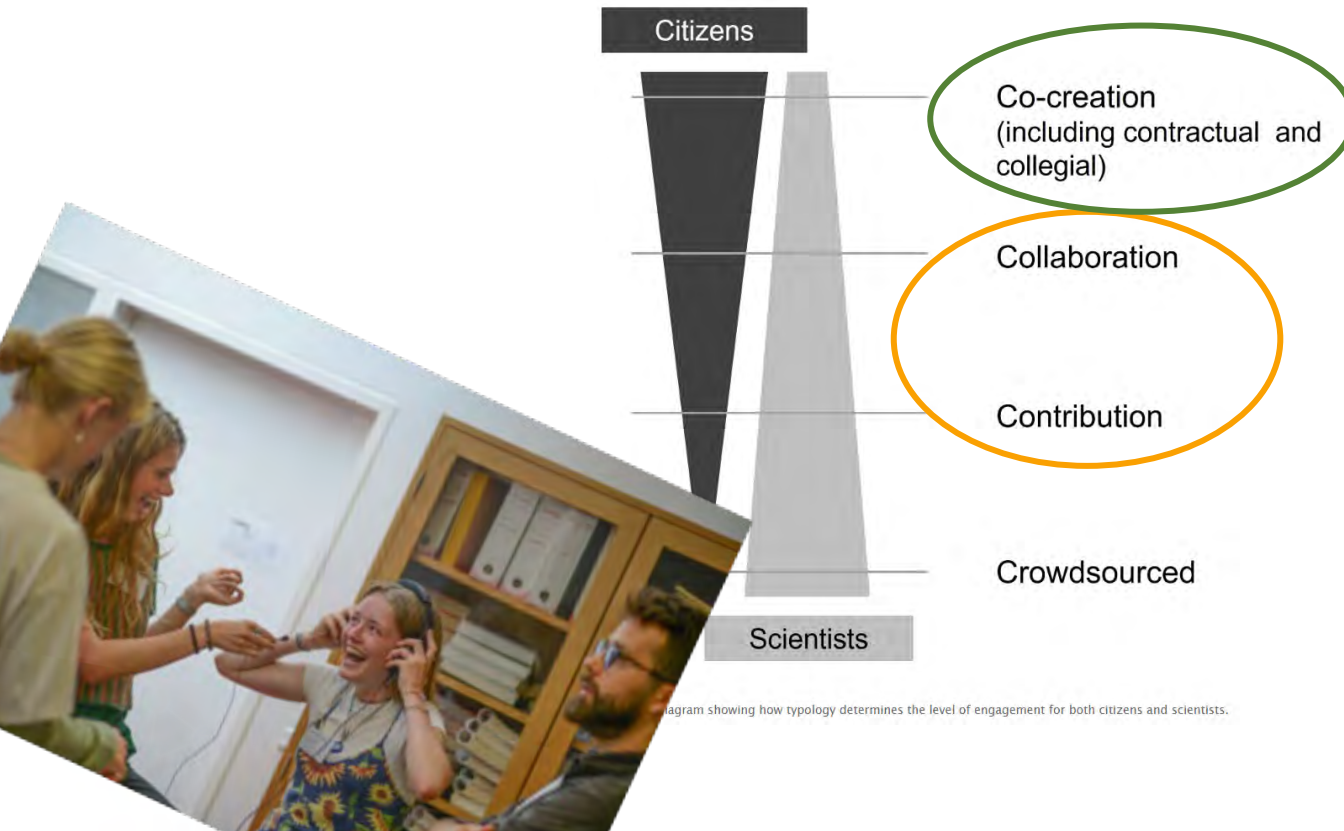 Citizens
Co-creation
(including contractual and
collegial)
Collaboration
Contribution
Crowdsourced
Scientists
showing how typology determines the level of engagement for both citizens and scientists.